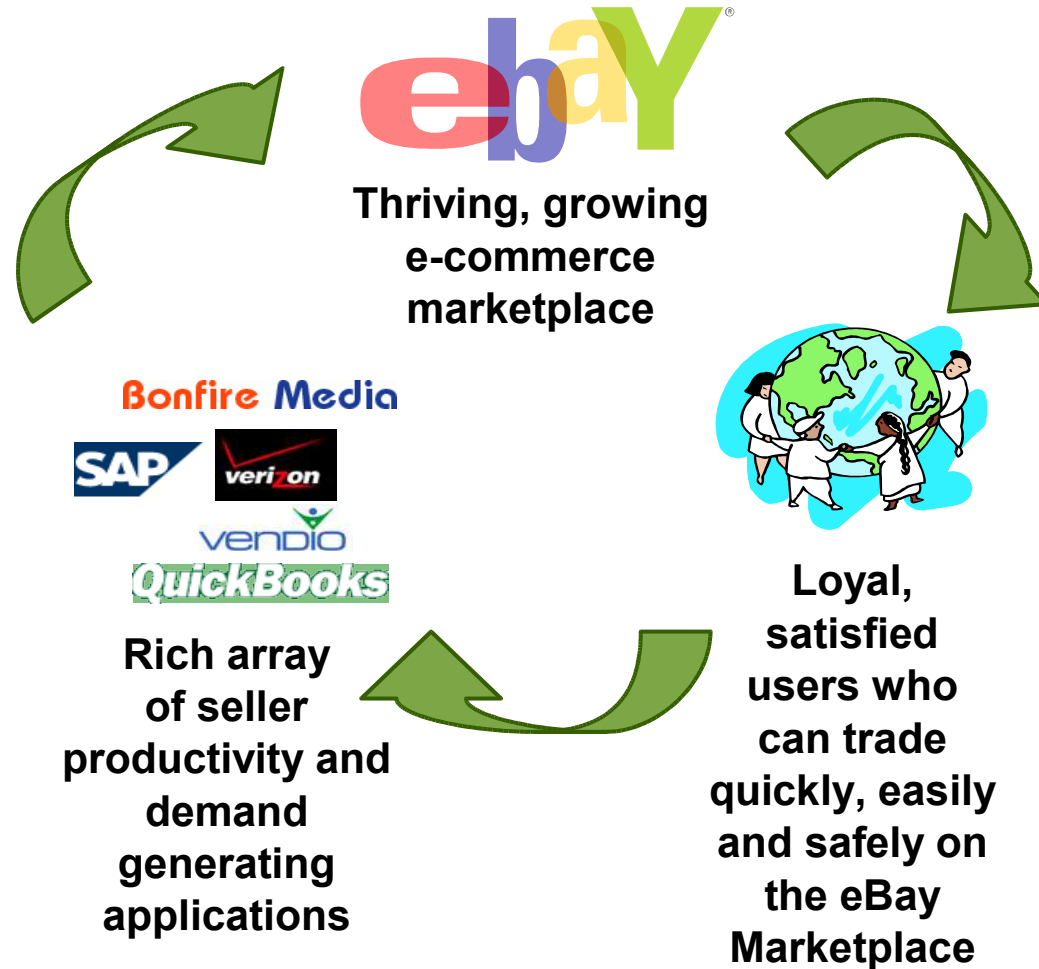 ebaY®
Thriving, growing
e-commerce
marketplace
Bonfire Media
SAP
verizon
VENDIO
QuickBooks
Rich array
of seller
productivity and
demand
generating
applications
Loyal,
satisfied
users who
can trade
quickly, easily
and safely on
the eBay
Marketplace